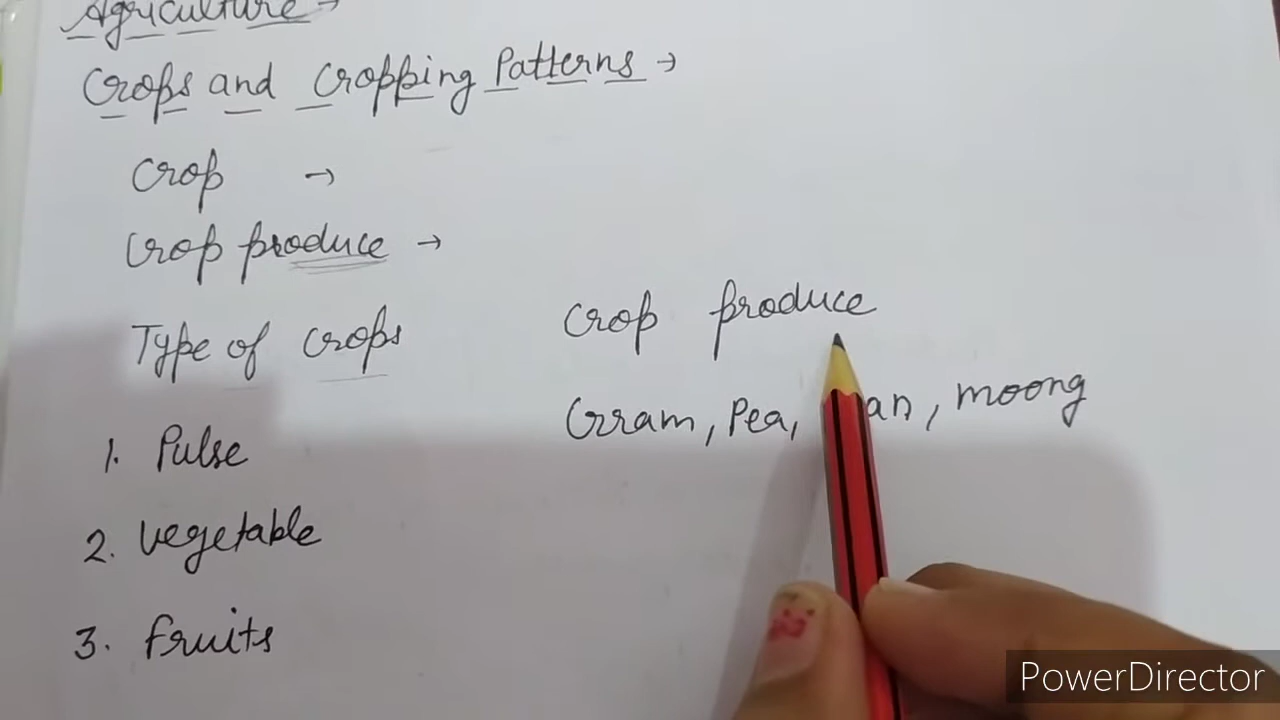 Agriculture →
Crops and Cropping Patterns →
Crop →
Crop produce →
Type of crops
Crop produce
1. Pulse
Gram, Pea, an, moong
2. vegetable
3. fruits
PowerDirector